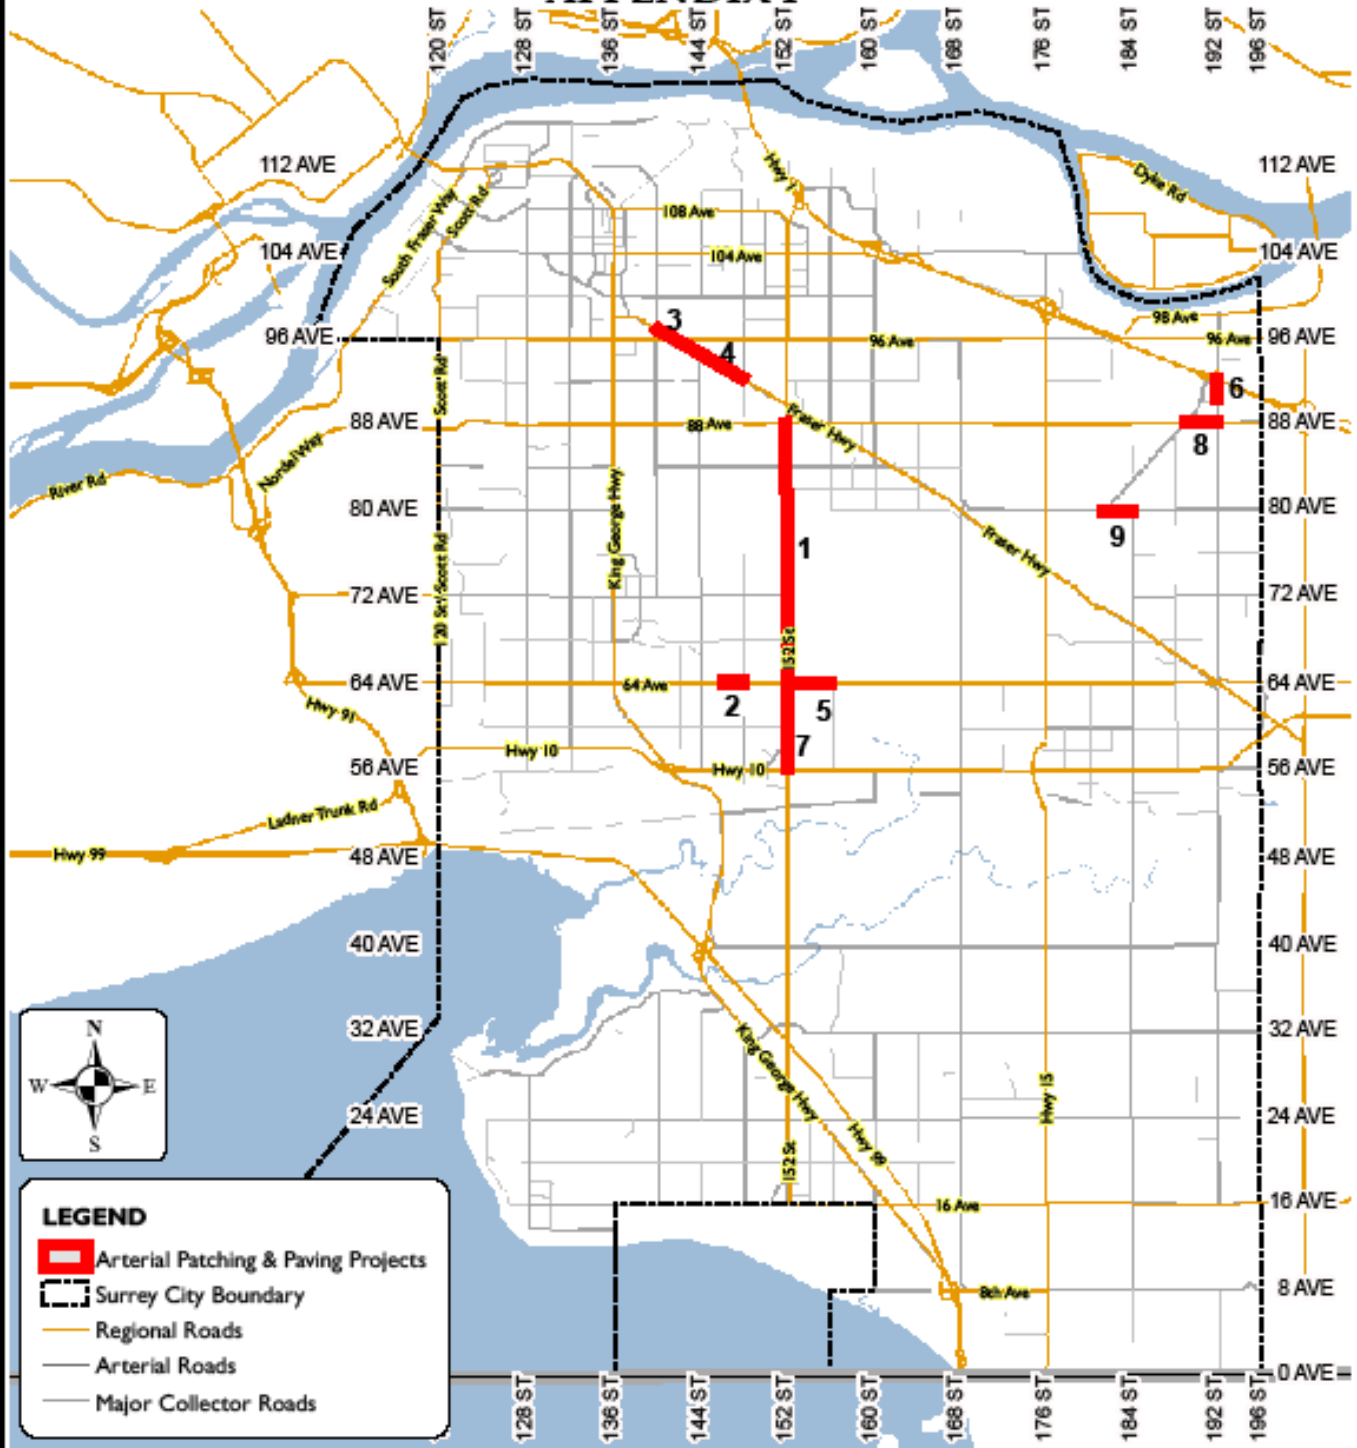 120 ST
128 ST
136 ST
144 ST
152 ST
160 ST
168 ST
176 ST
184 ST
192 ST
196 ST
112 AVE
112 AVE
Hwy 1
Dyke Rd
South Fraser Way
Scott Rd
108 Ave
104 AVE
104 Ave
104 AVE
98 Ave
3
96 AVE
96 Ave
96 Ave
96 AVE
4
Scott Rd
6
88 AVE
88 Ave
Fraser Hwy
88 AVE
8
Nordel Way
River Rd
King George Hwy
80 AVE
80 AVE
9
120 St/Scott Rd
1
Fraser Hwy
72 AVE
72 AVE
152 St
64 AVE
64 Ave
64 AVE
2
5
Hwy 91
7
Hwy 10
56 AVE
Hwy 10
56 AVE
Ladner Trunk Rd
Hwy 99
48 AVE
48 AVE
40 AVE
40 AVE
N
W
E
S
32 AVE
King George Hwy
32 AVE
24 AVE
Hwy 15
24 AVE
Hwy 99
152 St
16 Ave
16 AVE
8th Ave
8 AVE
0 AVE
LEGEND
Arterial Patching & Paving Projects
Surrey City Boundary
Regional Roads
Arterial Roads
Major Collector Roads
128 ST
136 ST
144 ST
152 ST
160 ST
168 ST
176 ST
184 ST
192 ST
196 ST